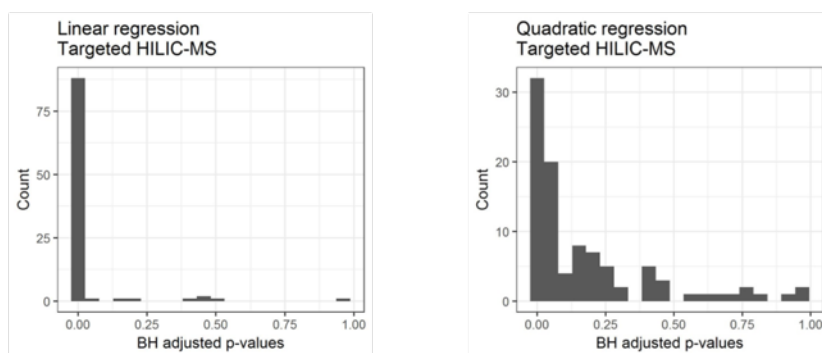 Linear regression
Targeted HILIC-MS
75
50
25
0
Count
0.00 0.25 0.50 0.75 1.00
BH adjusted p-values
Quadratic regression
Targeted HILIC-MS
30
20
10
0
Count
0.00 0.25 0.50 0.75 1.00
BH adjusted p-values